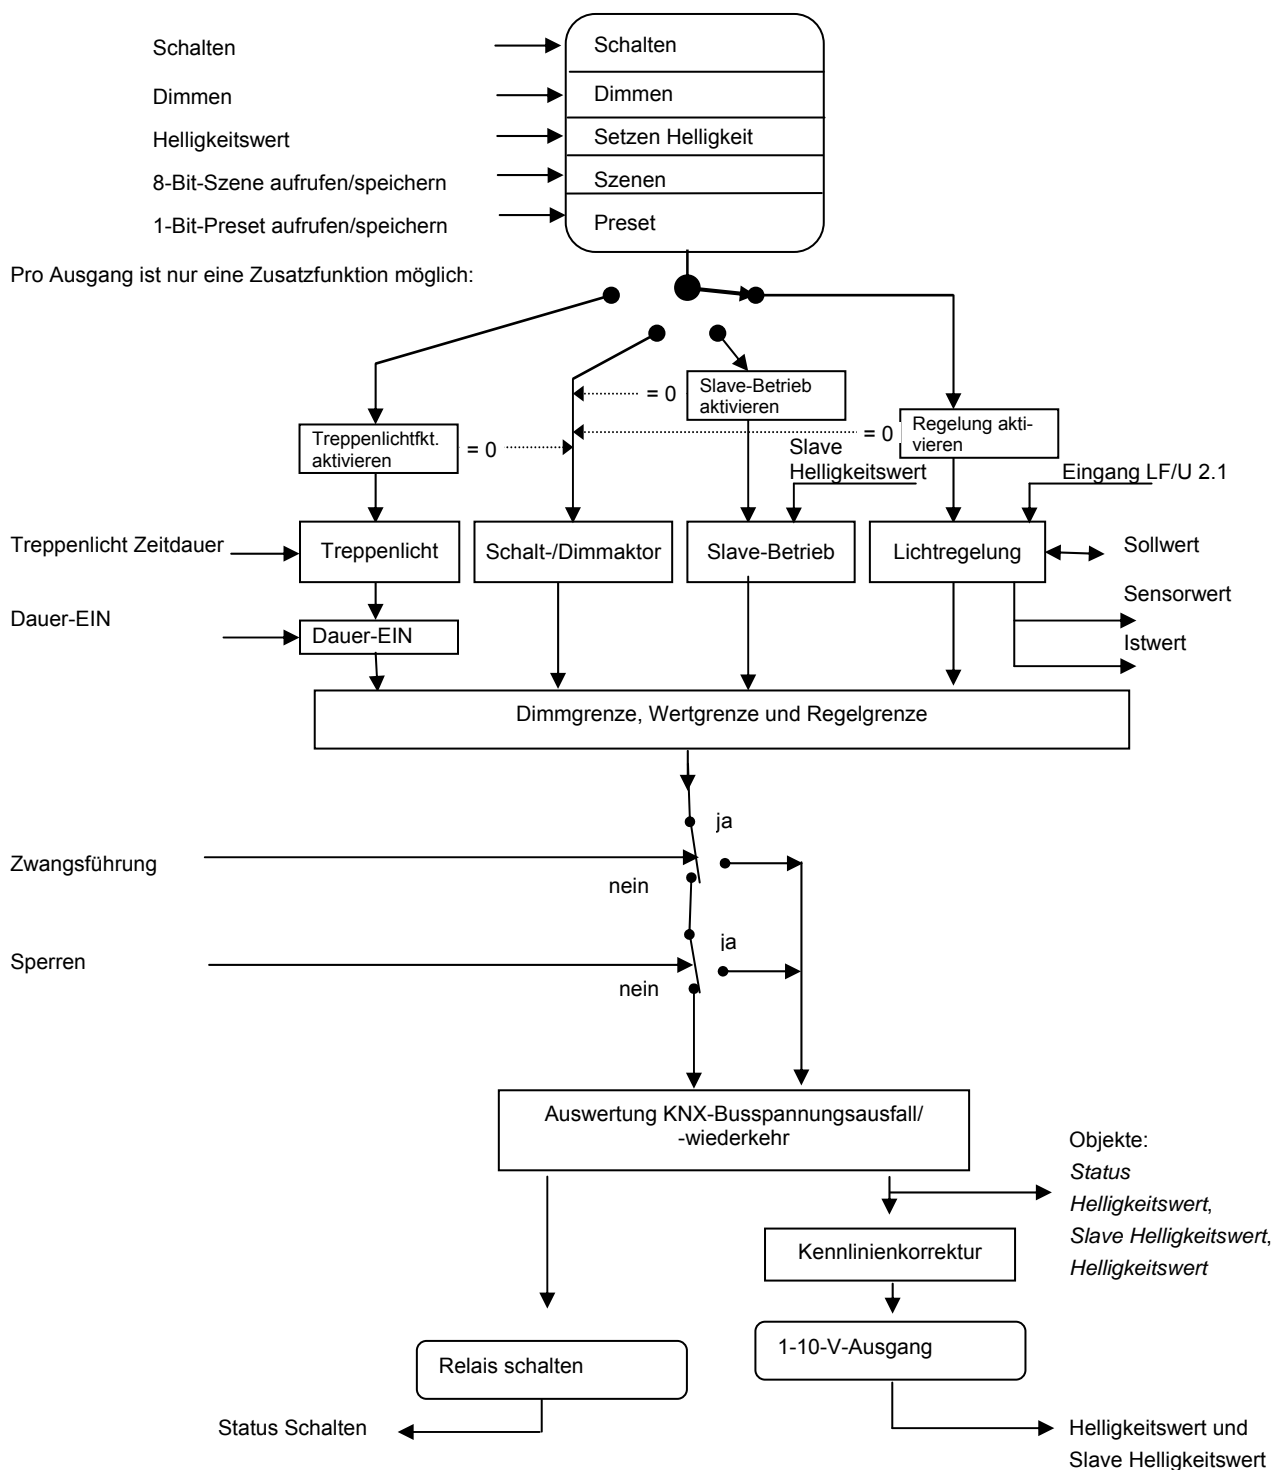 Schalten
Schalten
Dimmen
Dimmen
Helligkeitswert
Setzen Helligkeit
8-Bit-Szene aufrufen/speichern
Szenen
1-Bit-Preset aufrufen/speichern
Preset
Pro Ausgang ist nur eine Zusatzfunktion möglich:
= 0
Slave-Betrieb
aktivieren
Treppenlichtfkt.
aktivieren
= 0
= 0
Regelung akti-
vieren
Slave
Helligkeitswert
Eingang LF/U 2.1
Treppenlicht Zeitdauer
Treppenlicht
Schalt-/Dimmaktor
Slave-Betrieb
Lichtregelung
Sollwert
Sensorwert
Istwert
Dauer-EIN
Dauer-EIN
Dimmgrenze, Wertgrenze und Regelgrenze
ja
Zwangsführung
nein
ja
Sperren
nein
Auswertung KNX-Busspannungsausfall/
-wiederkehr
Objekte:
Status
Helligkeitswert,
Slave Helligkeitswert,
Helligkeitswert
Kennlinienkorrektur
1-10-V-Ausgang
Relais schalten
Status Schalten
Helligkeitswert und
Slave Helligkeitswert